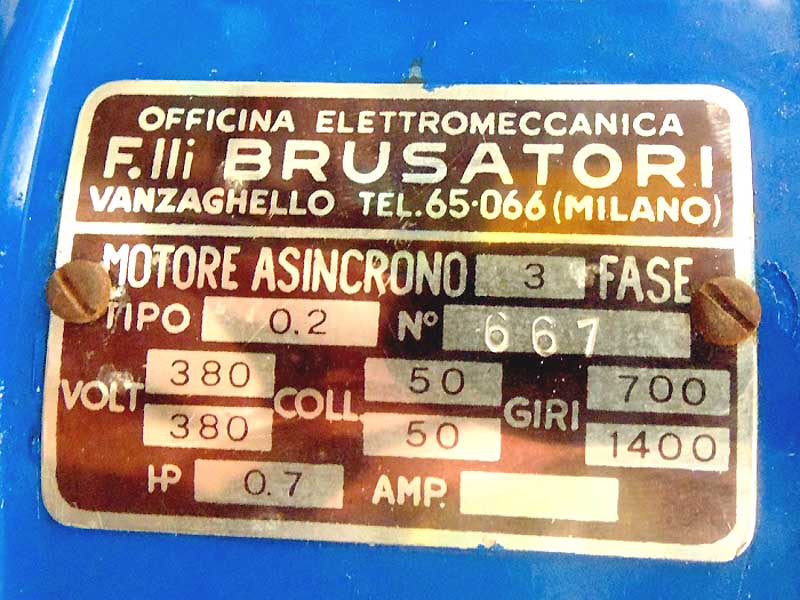 OFFICINA ELETTROMECCANICA
F.lli BRUSATORI
VANZAGHELLO TEL. 65·066 (MILANO)
MOTORE ASINCRONO 3 FASE
TIPO 0.2 N° 667
VOLT 380 COLL. 50 GIRI 700
380 50 1400
HP 0.7 AMP.